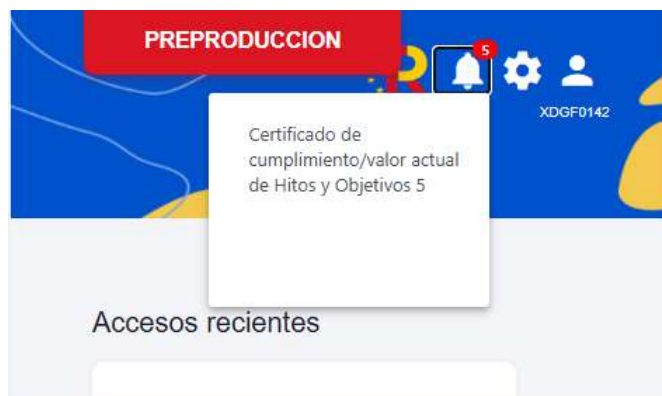 PREPRODUCCION
R
5
XDGF0142
Certificado de
cumplimiento/valor actual
de Hitos y Objetivos 5
Accesos recientes